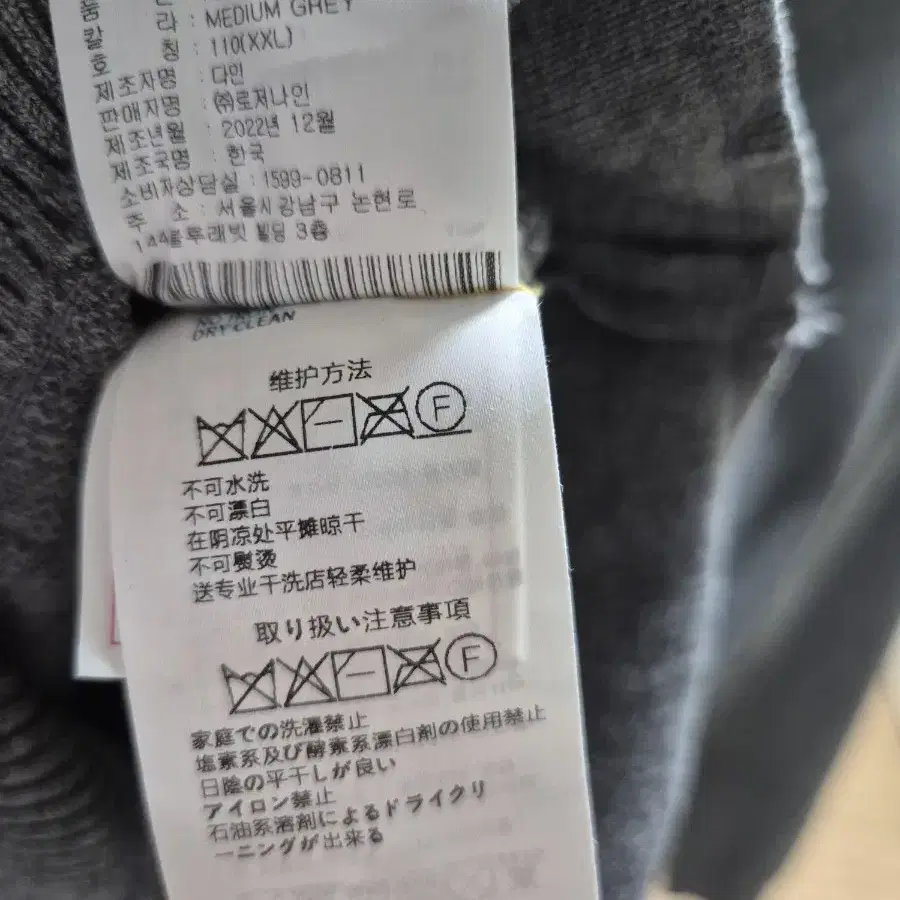 라 : MEDIUM GREY
칼 칭 : 110(XXL)
호
제조자명 : 다인
판매자명 : ㈜로저나인
제조년월 : 2022년 12월
제조국명 : 한국
소비자상담실 : 1599-0811
주 소 : 서울시 강남구 논현로
빌딩 3층
DRY CLEAN
维护方法
F
不可水洗
不可漂白
在阴凉处平摊晾干
不可熨烫
送专业干洗店轻柔维护
取り扱い注意事項
F
家庭での洗濯禁止
塩素系及び酵素系漂白剤の使用禁止
日陰の平干しが良い
アイロン禁止
石油系溶剤によるドライクリ
ーニングが出来る